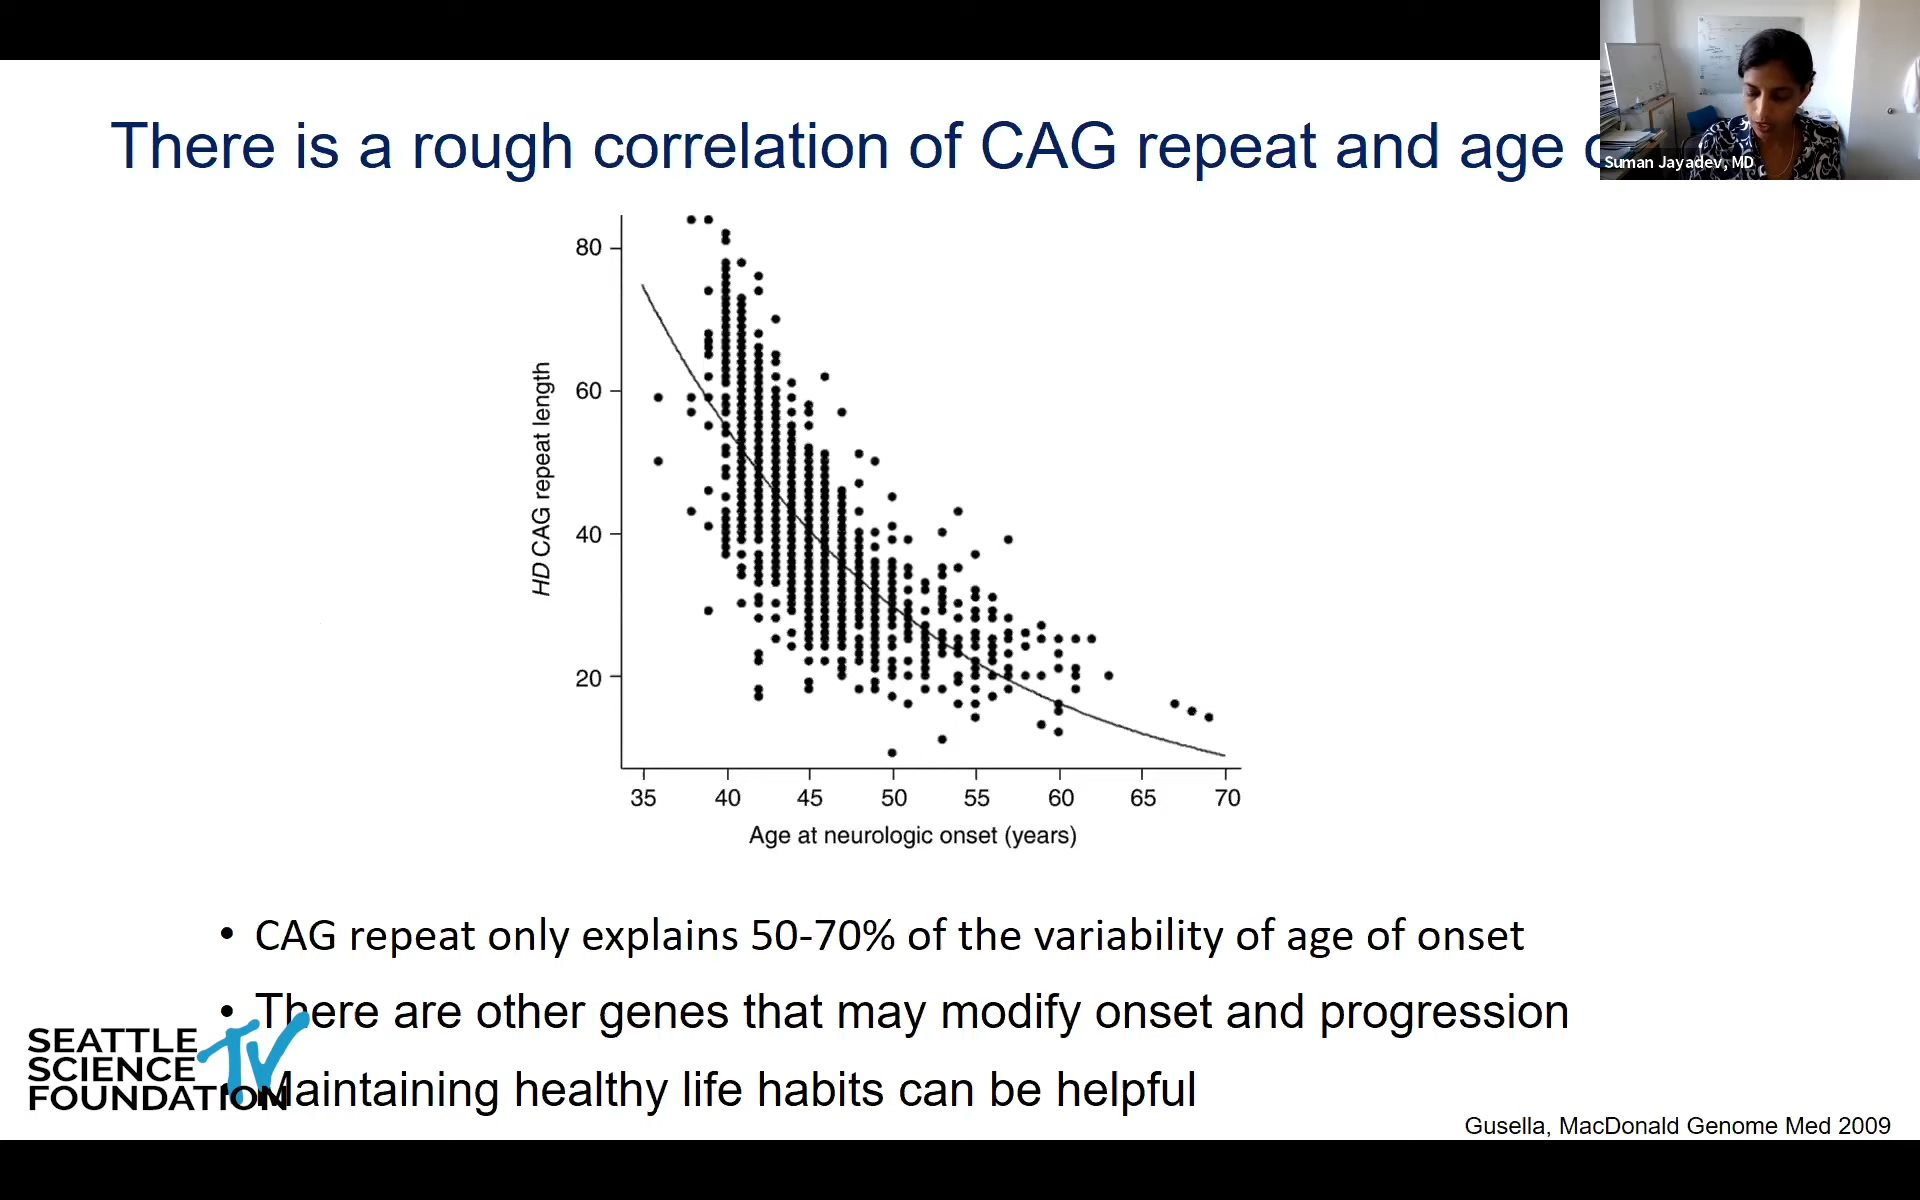 There is a rough correlation of CAG repeat and age
Suman Jayadev, MD
80
60
40
20
HD CAG repeat length
35 40 45 50 55 60 65 70
Age at neurologic onset (years)
• CAG repeat only explains 50-70% of the variability of age of onset
• There are other genes that may modify onset and progression
Maintaining healthy life habits can be helpful
SEATTLE
SCIENCE
FOUNDATION
TV
Gusella, MacDonald Genome Med 2009